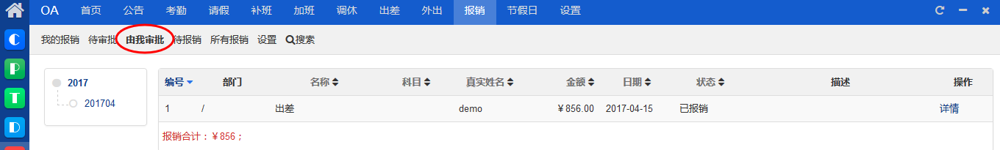 OA 首页 公告 考勤 请假 补班 加班 调休 出差 外出 报销 节假日 设置
我的报销 待审批 由我审批 待报销 所有报销 设置 搜索
C
P
T
D
2017
201704
编号 部门 名称 科目 真实姓名 金额 日期 状态 描述 操作
1 / 出差 demo ￥856.00 2017-04-15 已报销 详情
报销合计：￥856；